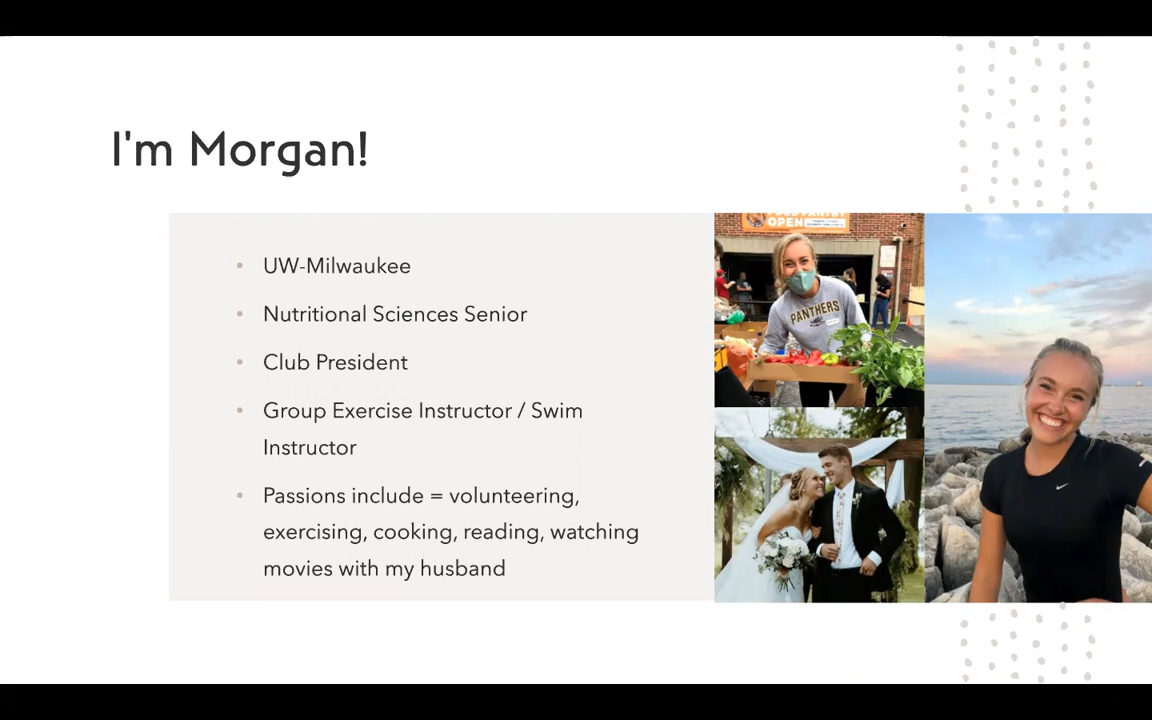 I'm Morgan!
• UW-Milwaukee
• Nutritional Sciences Senior
• Club President
• Group Exercise Instructor / Swim
Instructor
• Passions include = volunteering,
exercising, cooking, reading, watching
movies with my husband
OPEN
PANTHERS